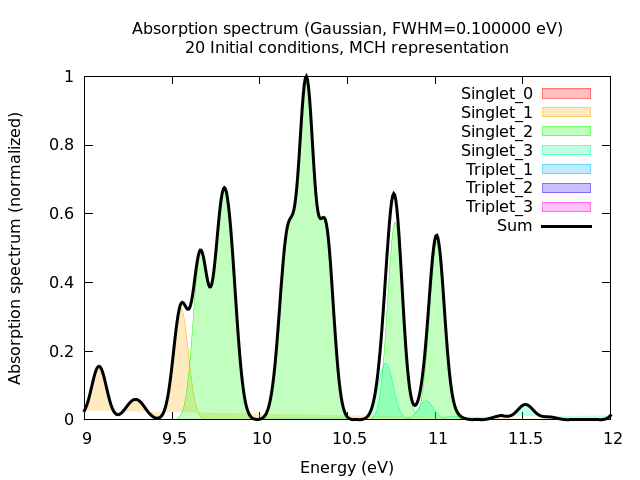 Absorption spectrum (Gaussian, FWHM=0.100000 eV)
20 Initial conditions, MCH representation
Absorption spectrum (normalized)
1
0.8
0.6
0.4
0.2
0
Singlet_0
Singlet_1
Singlet_2
Singlet_3
Triplet_1
Triplet_2
Triplet_3
Sum
9 9.5 10 10.5 11 11.5 12
Energy (eV)